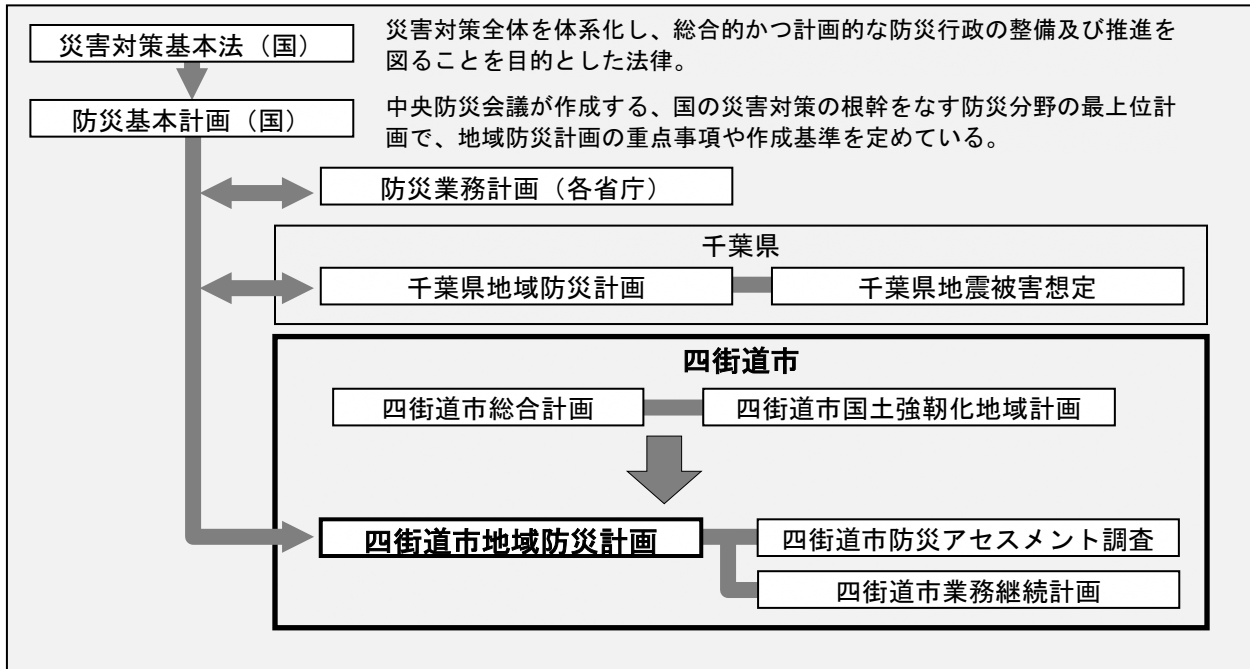 災害対策基本法（国）
災害対策全体を体系化し、総合的かつ計画的な防災行政の整備及び推進を
図ることを目的とした法律。
防災基本計画（国）
中央防災会議が作成する、国の災害対策の根幹をなす防災分野の最上位計
画で、地域防災計画の重点事項や作成基準を定めている。
防災業務計画（各省庁）
千葉県
千葉県地域防災計画
千葉県地震被害想定
四街道市
四街道市総合計画
四街道市国土強靭化地域計画
四街道市地域防災計画
四街道市防災アセスメント調査
四街道市業務継続計画